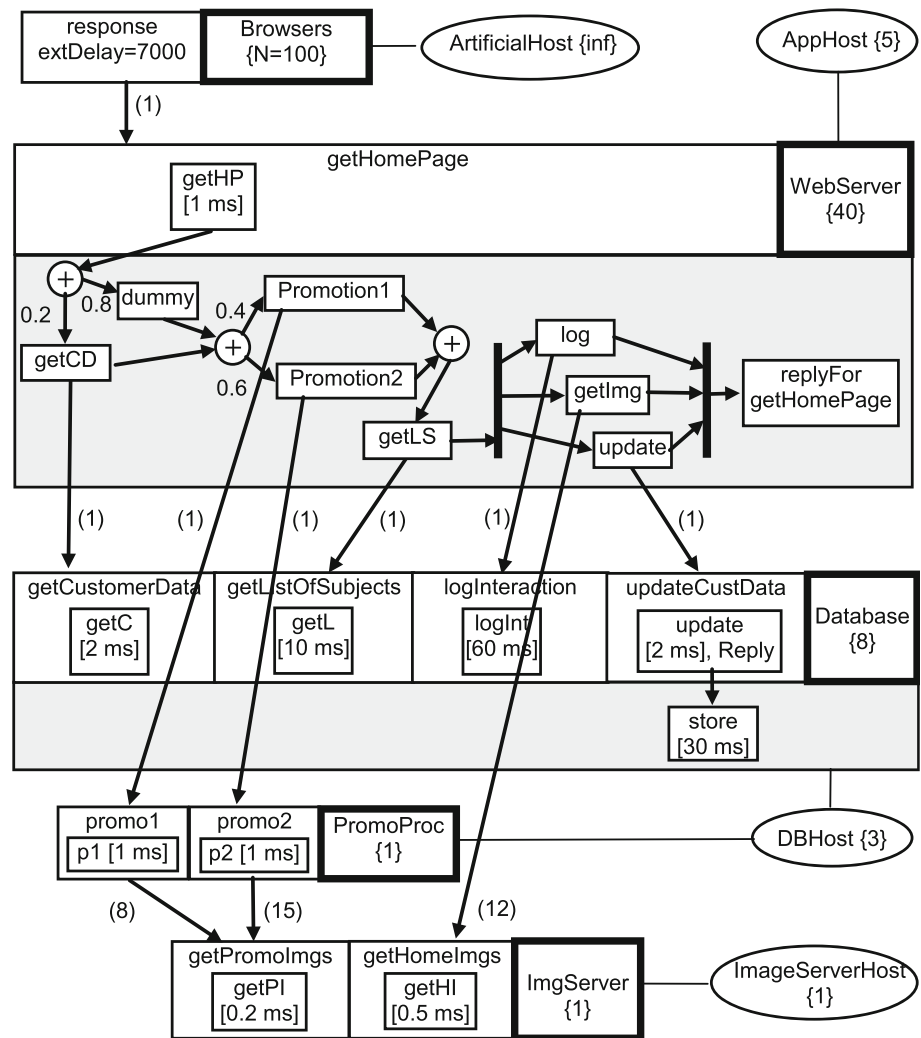 response
extDelay=7000
Browsers
{N=100}
ArtificialHost {inf}
AppHost {5}
(1)
getHomePage
getHP
[1 ms]
WebServer
{40}
+
0.8
dummy
0.2
getCD
+
0.4
0.6
Promotion1
Promotion2
+
getLS
log
getImg
update
replyFor
getHomePage
(1)
(1)
(1)
(1)
(1)
(1)
getCustomerData
getC
[2 ms]
getListOfSubjects
getL
[10 ms]
logInteraction
logInt
[60 ms]
updateCustData
update
[2 ms], Reply
Database
{8}
store
[30 ms]
promo1
p1 [1 ms]
promo2
p2 [1 ms]
PromoProc
{1}
DBHost {3}
(8)
(15)
(12)
getPromoImgs
getPI
[0.2 ms]
getHomeImgs
getHI
[0.5 ms]
ImgServer
{1}
ImageServerHost
{1}